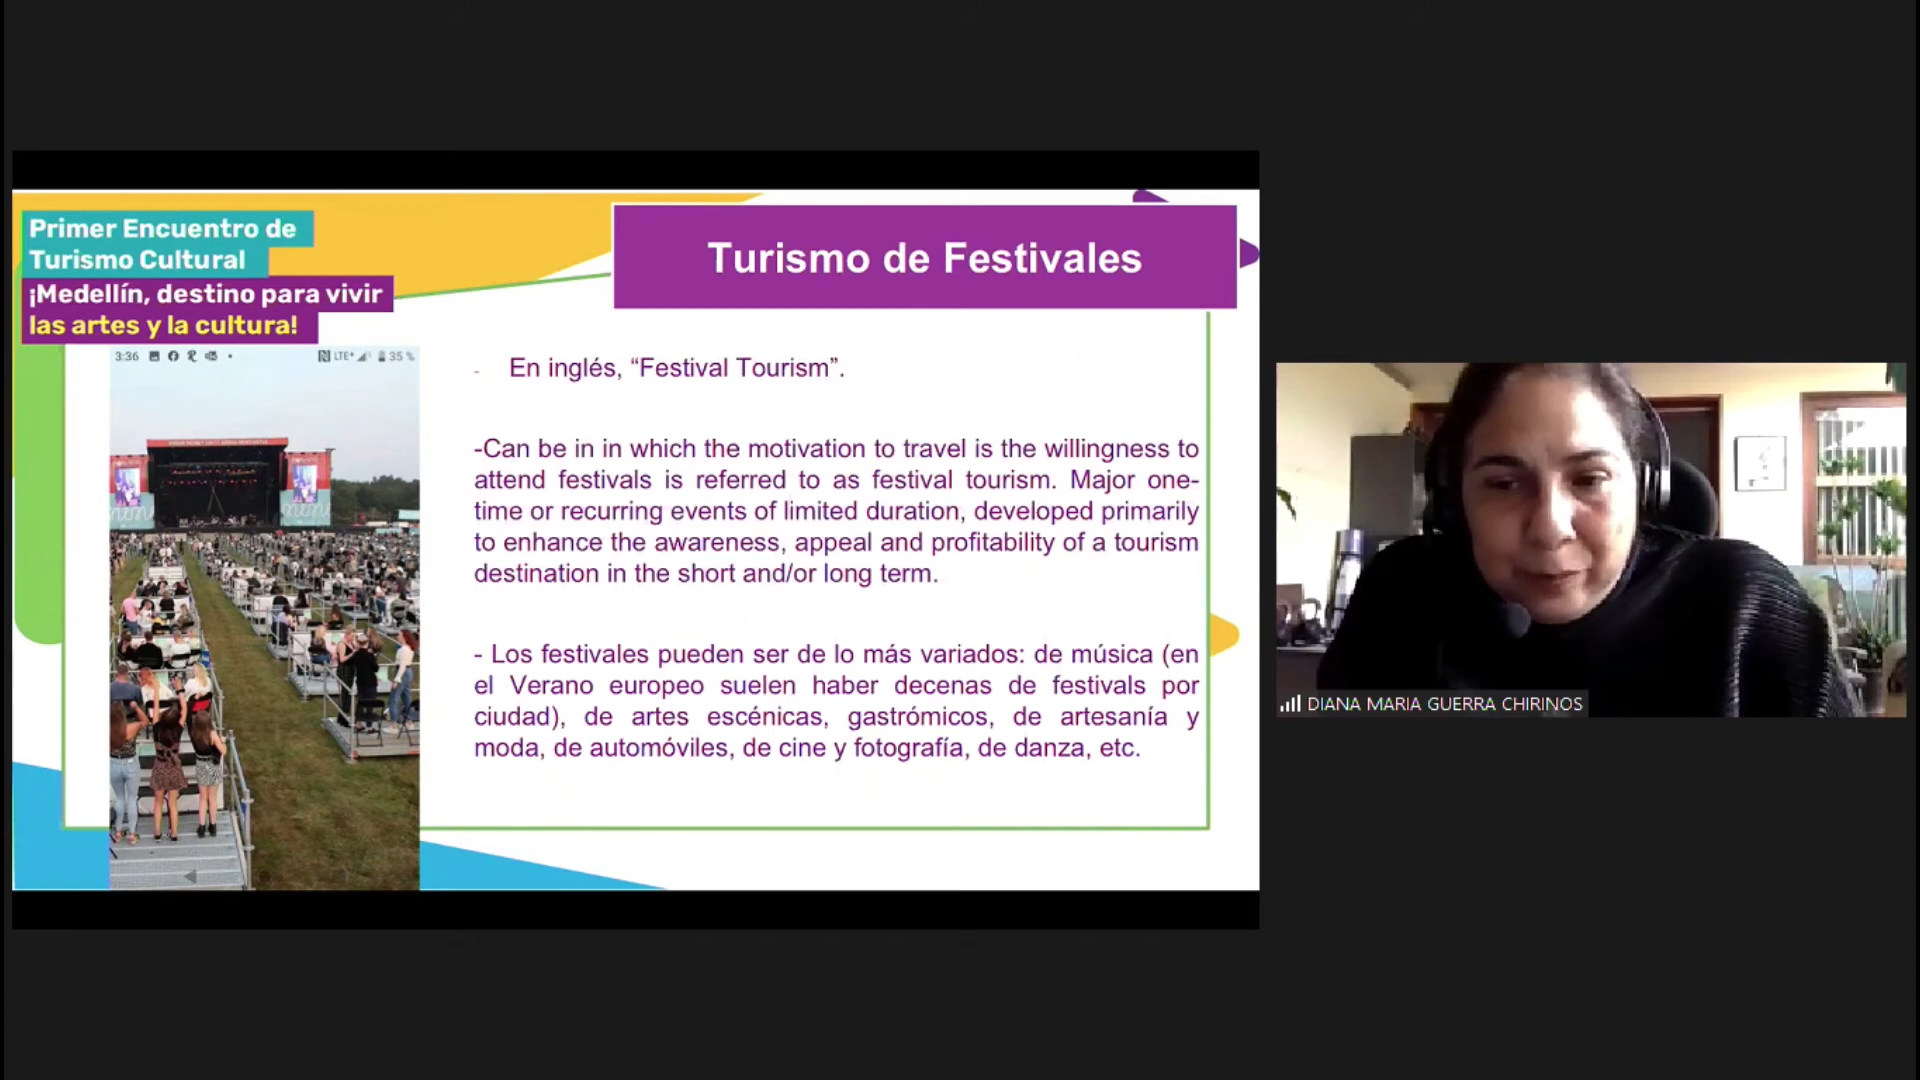 Primer Encuentro de
Turismo Cultural
¡Medellín, destino para vivir
las artes y la cultura!
Turismo de Festivales
3:36
LTE+
35 %
- En inglés, “Festival Tourism”.
-Can be in in which the motivation to travel is the willingness to
attend festivals is referred to as festival tourism. Major one-
time or recurring events of limited duration, developed primarily
to enhance the awareness, appeal and profitability of a tourism
destination in the short and/or long term.
- Los festivales pueden ser de lo más variados: de música (en
el Verano europeo suelen haber decenas de festivals por
ciudad), de artes escénicas, gastrómicos, de artesanía y
moda, de automóviles, de cine y fotografía, de danza, etc.
DIANA MARIA GUERRA CHIRINOS